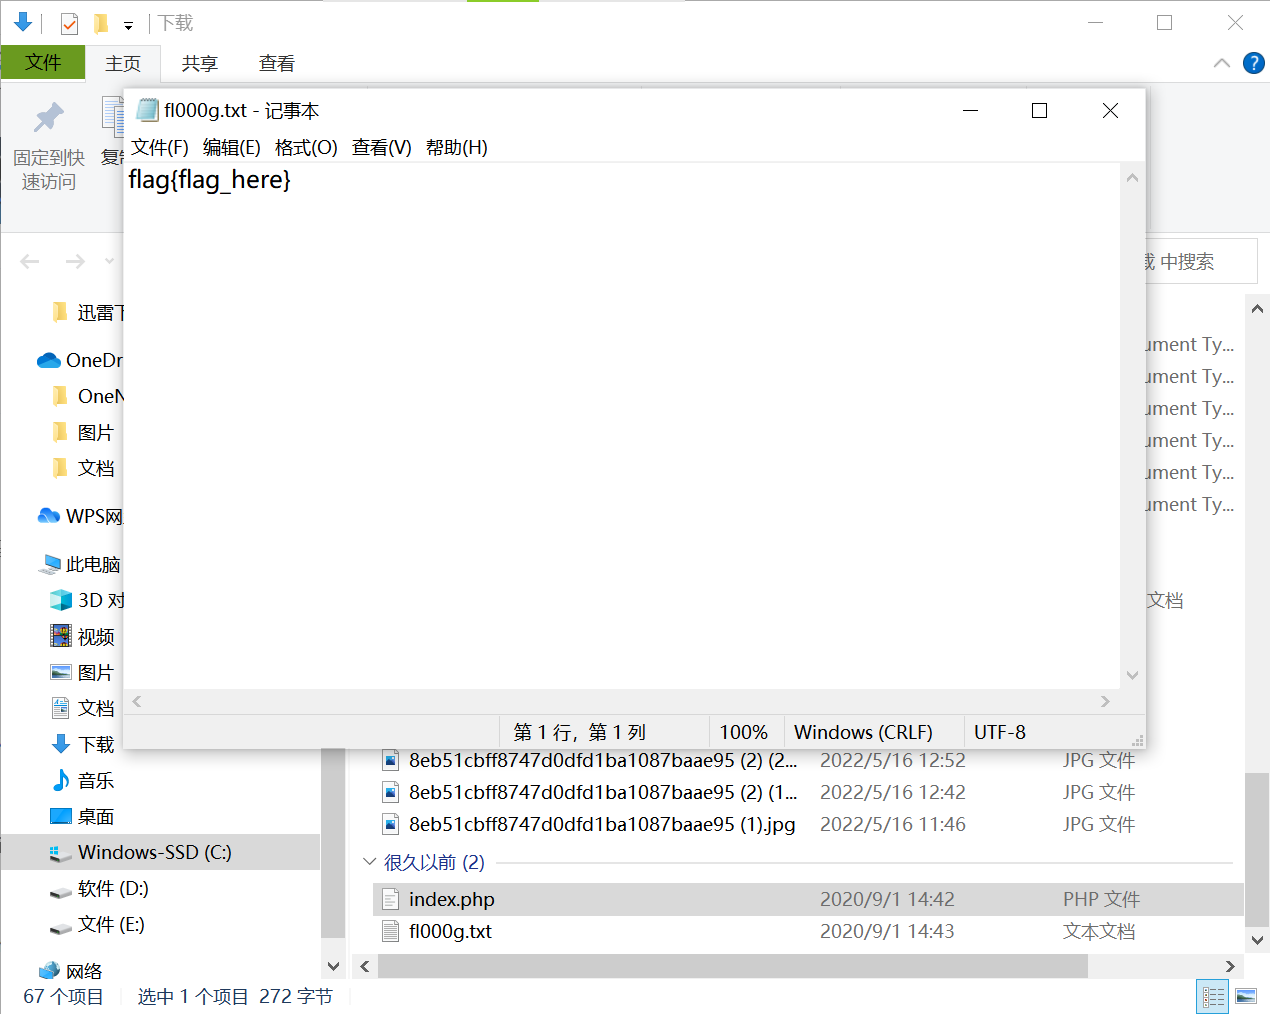 下载
文件 主页 共享 查看
固定到快
速访问
fl000g.txt - 记事本
文件(F) 编辑(E) 格式(O) 查看(V) 帮助(H)
flag{flag_here}
中搜索
迅雷下
OneDr
OneN
图片
文档
WPS网
此电脑
3D 对
视频
图片
文档
下载
音乐
桌面
Windows-SSD (C:)
软件 (D:)
文件 (E:)
网络
ument Ty...
ument Ty...
ument Ty...
ument Ty...
ument Ty...
ument Ty...
文档
第 1 行，第 1 列 100% Windows (CRLF) UTF-8
8eb51cbff8747d0dfd1ba1087baae95 (2) (2... 2022/5/16 12:52 JPG 文件
8eb51cbff8747d0dfd1ba1087baae95 (2) (1... 2022/5/16 12:42 JPG 文件
8eb51cbff8747d0dfd1ba1087baae95 (1).jpg 2022/5/16 11:46 JPG 文件
很久以前 (2)
index.php 2020/9/1 14:42 PHP 文件
fl000g.txt 2020/9/1 14:43 文本文档
67 个项目 选中 1 个项目 272 字节